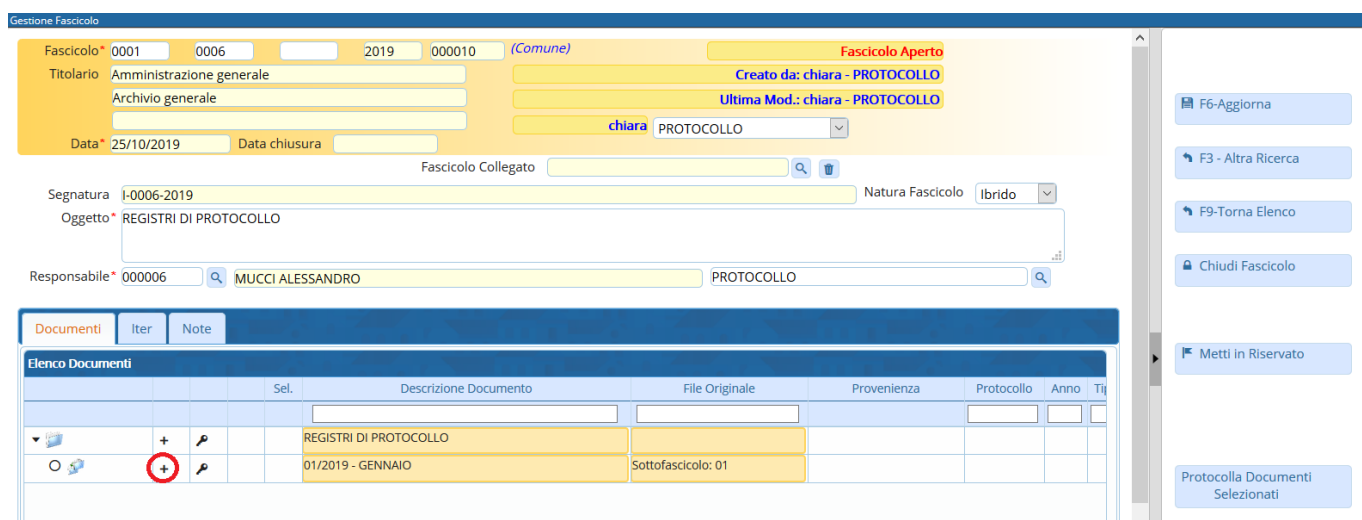 Gestione Fascicolo
Fascicolo* 0001 0006 2019 000010 (Comune) Fascicolo Aperto
Titolario Amministrazione generale Creato da: chiara - PROTOCOLLO
Archivio generale Ultima Mod.: chiara - PROTOCOLLO
chiara PROTOCOLLO
Data* 25/10/2019 Data chiusura
Fascicolo Collegato
Segnatura I-0006-2019 Natura Fascicolo Ibrido
Oggetto* REGISTRI DI PROTOCOLLO
Responsabile* 000006 MUCCI ALESSANDRO PROTOCOLLO
Documenti Iter Note
Elenco Documenti
Sel. Descrizione Documento File Originale Provenienza Protocollo Anno Tip
REGISTRI DI PROTOCOLLO
01/2019 - GENNAIO Sottofascicolo: 01
F6-Aggiorna
F3 - Altra Ricerca
F9-Torna Elenco
Chiudi Fascicolo
Metti in Riservato
Protocolla Documenti
Selezionati